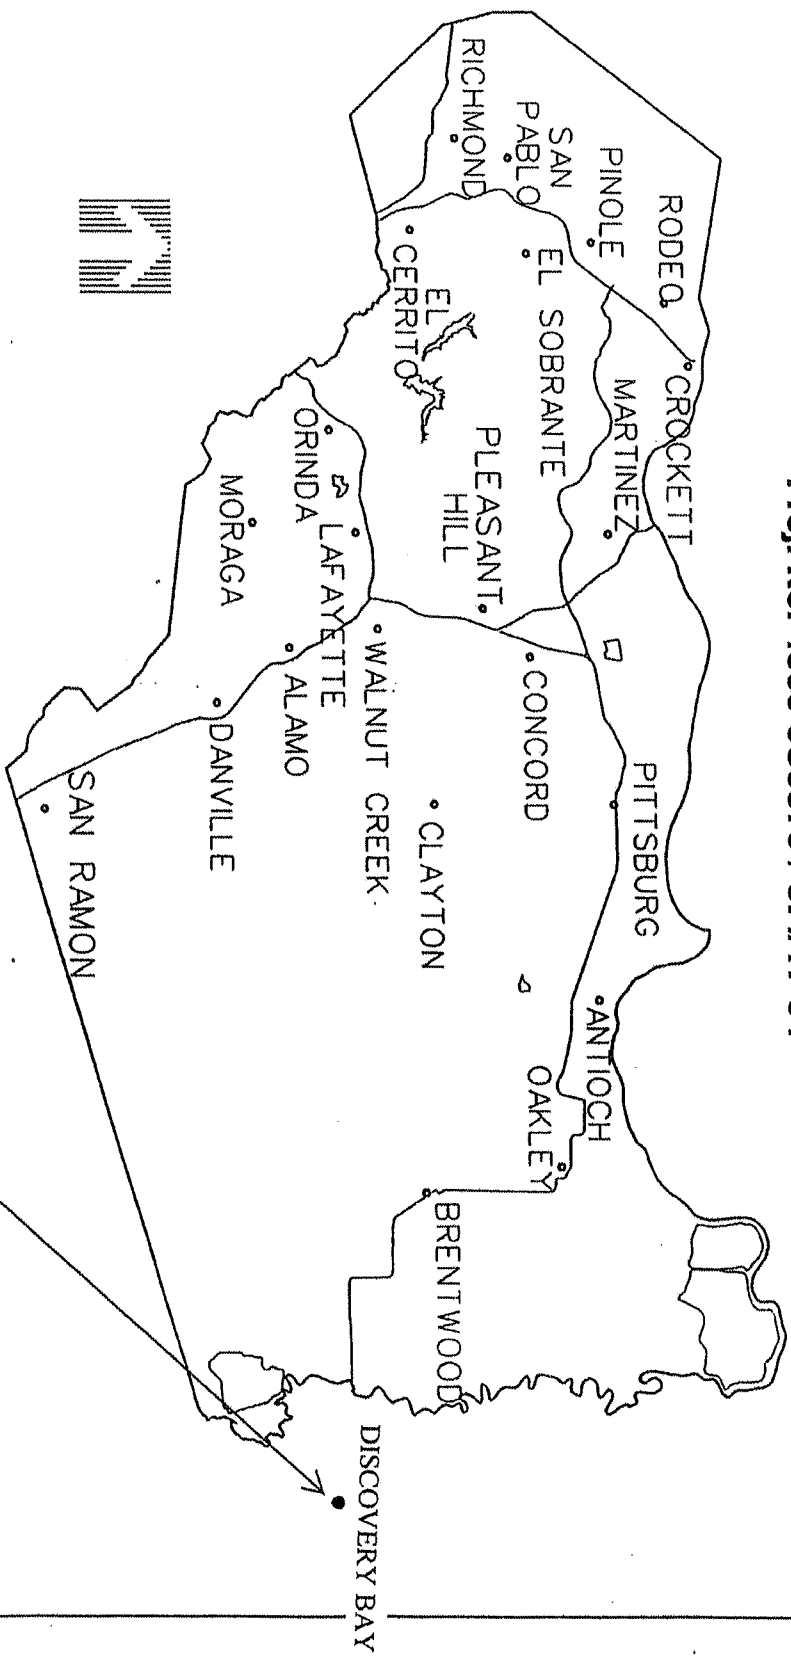 RODEO
CROCKETT
PINOLE
MARTINEZ
SAN
PABLO
EL SOBRANTE
RICHMOND
PLEASANT
HILL
EL
CERRITO
PITTSBURG
ANTIOCH
OAKLEY
CONCORD
CLAYTON
BRENTWOOD
WALNUT CREEK
LAFAYETTE
ORINDA
ALAMO
MORAGA
DANVILLE
SAN RAMON
DISCOVERY BAY